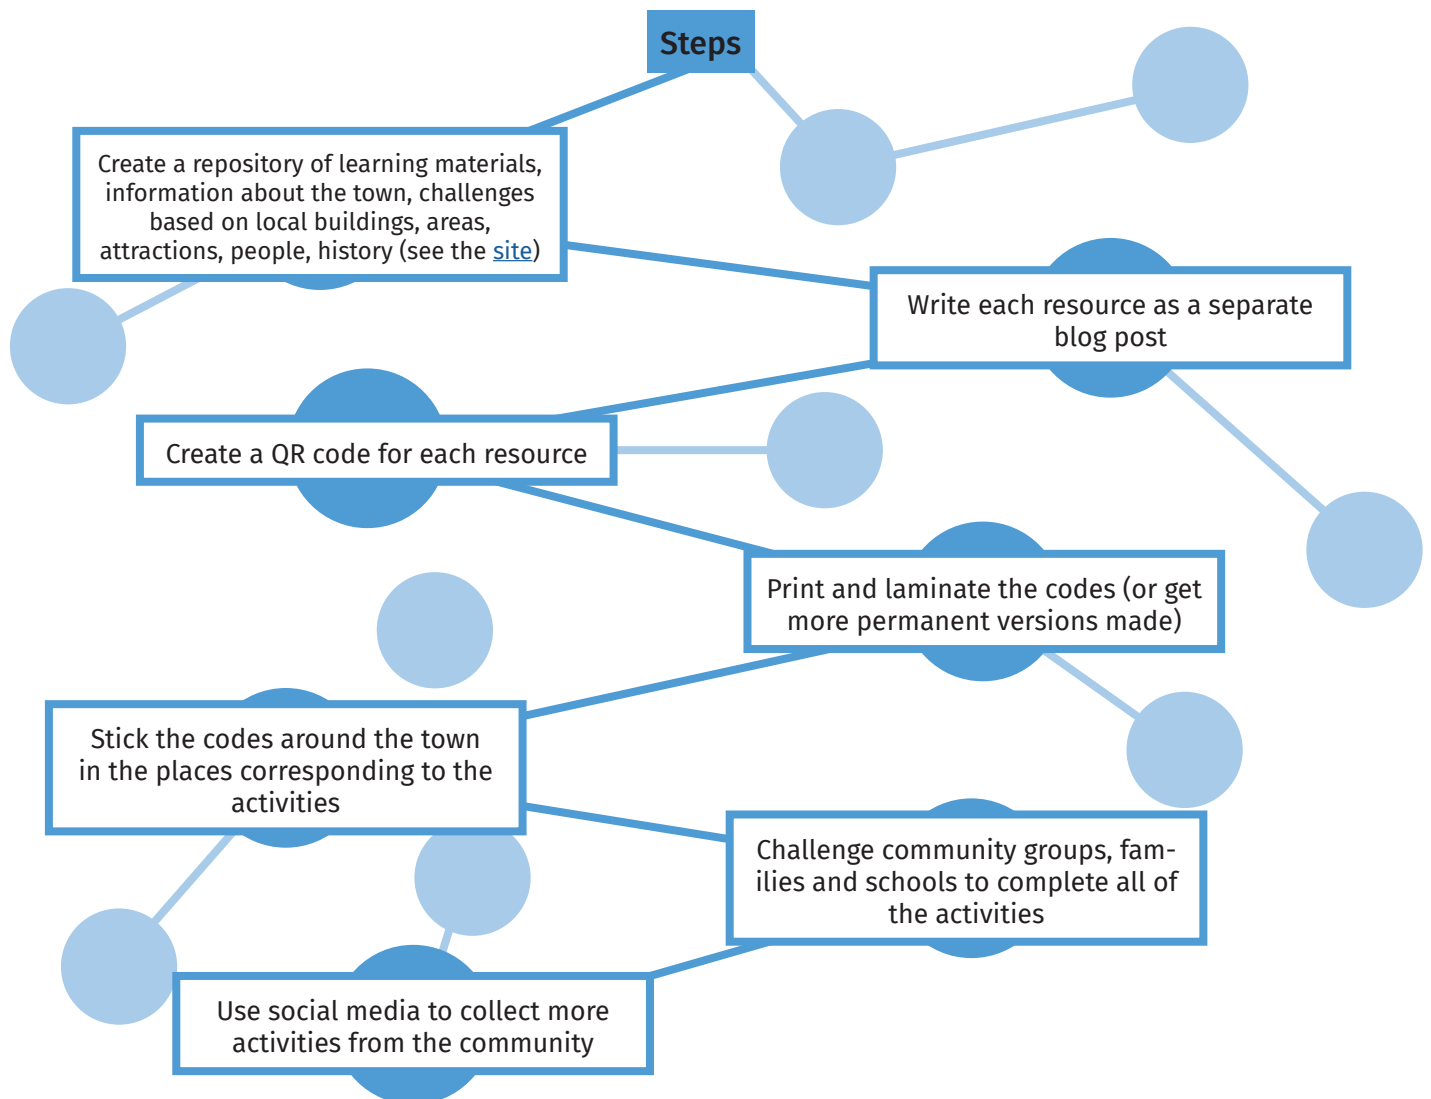 Steps
Create a repository of learning materials,
information about the town, challenges
based on local buildings, areas,
attractions, people, history (see the site)
Write each resource as a separate
blog post
Create a QR code for each resource
Print and laminate the codes (or get
more permanent versions made)
Stick the codes around the town
in the places corresponding to the
activities
Challenge community groups, fam-
ilies and schools to complete all of
the activities
Use social media to collect more
activities from the community